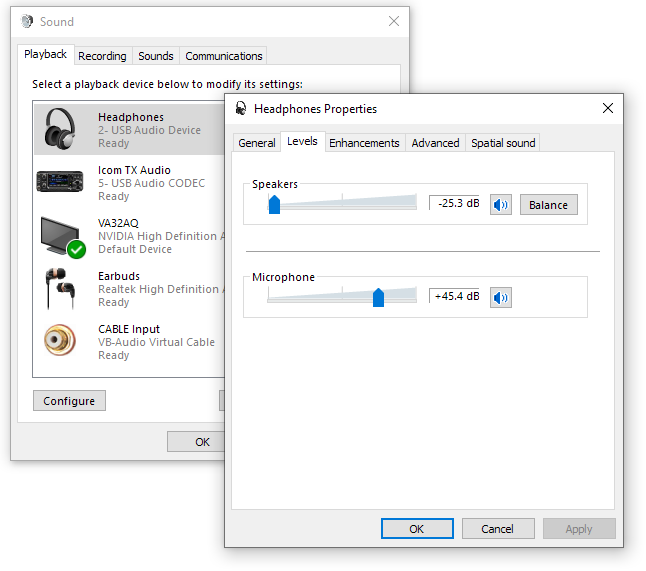 Sound
Playback
Recording
Sounds
Communications
Select a playback device below to modify its settings:
Headphones
2- USB Audio Device
Ready
Icom TX Audio
5- USB Audio CODEC
Ready
VA32AQ
NVIDIA High Definition A
Default Device
Earbuds
Realtek High Definition A
Ready
CABLE Input
VB-Audio Virtual Cable
Ready
Configure
OK
Headphones Properties
General
Levels
Enhancements
Advanced
Spatial sound
Speakers
-25.3 dB
Balance
Microphone
+45.4 dB
OK
Cancel
Apply